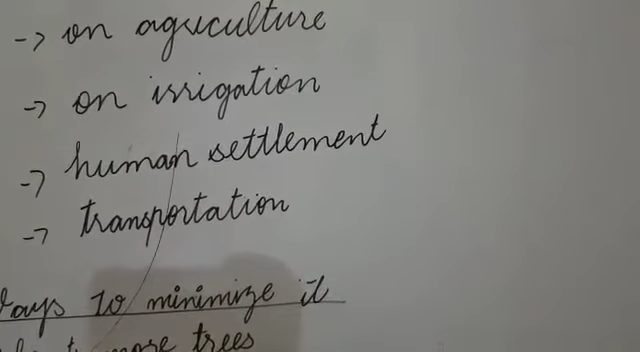 -> on agriculture
-> on irrigation
-> human settlement
-> transportation
Ways to minimize it
more trees